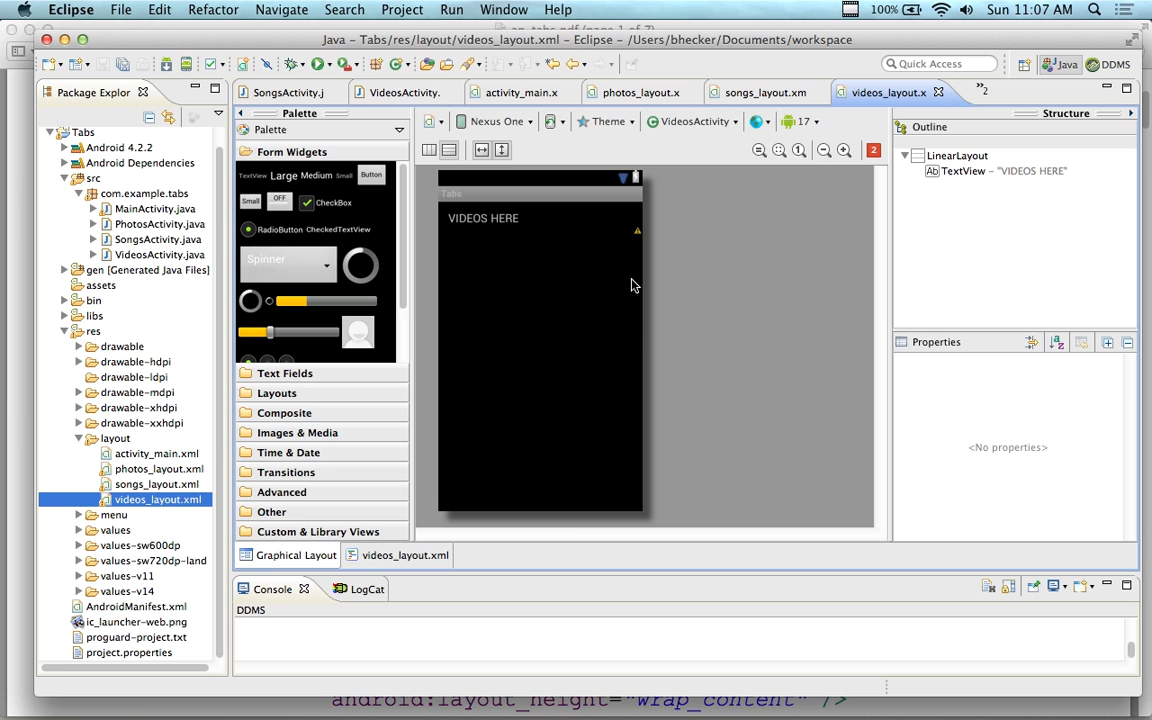 Eclipse File Edit Refactor Navigate Search Project Run Window Help 100% Sun 11:07 AM
Java – Tabs/res/layout/videos_layout.xml – Eclipse – /Users/bhecker/Documents/workspace
Quick Access Java DDMS
Package Explor SongsActivity.j VideosActivity. activity_main.x photos_layout.x songs_layout.xm videos_layout.x »2 Structure
Palette
Palette Nexus One Theme VideosActivity 17 Outline
Form Widgets 2
TextView Large Medium Small Button
Small OFF CheckBox
RadioButton CheckedTextView
Spinner
Text Fields
Layouts
Composite
Images & Media
Time & Date
Transitions
Advanced
Other
Custom & Library Views
Tabs
VIDEOS HERE
LinearLayout
TextView – "VIDEOS HERE"
Properties
<No properties>
Tabs
Android 4.2.2
Android Dependencies
src
com.example.tabs
MainActivity.java
PhotosActivity.java
SongsActivity.java
VideosActivity.java
gen [Generated Java Files]
assets
bin
libs
res
drawable
drawable-hdpi
drawable-ldpi
drawable-mdpi
drawable-xhdpi
drawable-xxhdpi
layout
activity_main.xml
photos_layout.xml
songs_layout.xml
videos_layout.xml
menu
values
values-sw600dp
values-sw720dp-land
values-v11
values-v14
AndroidManifest.xml
ic_launcher-web.png
proguard-project.txt
project.properties
Graphical Layout videos_layout.xml
Console LogCat
DDMS
android:layout_height="wrap_content" />